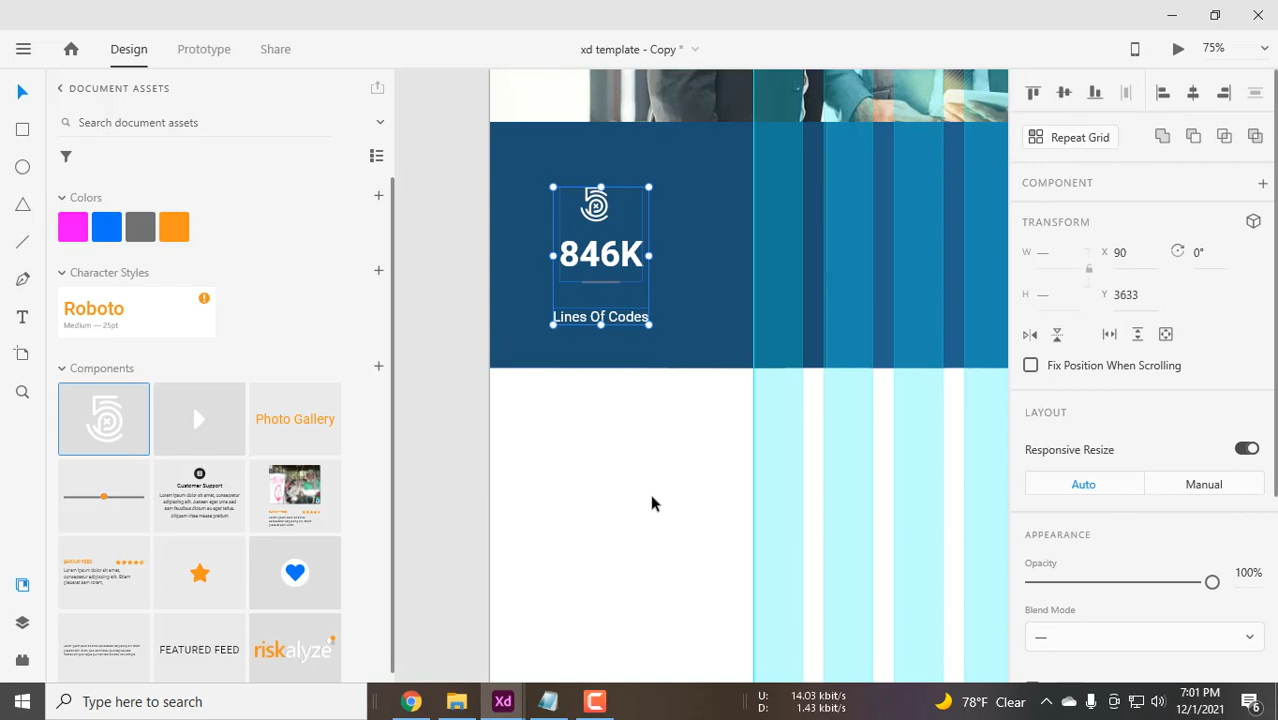 Design
Prototype
Share
xd template - Copy *
75%
DOCUMENT ASSETS
Search document assets
Colors
Character Styles
Roboto
Medium — 25pt
Components
Photo Gallery
Customer Support
FEATURED FEED
riskalyze
846K
Lines Of Codes
Repeat Grid
COMPONENT
TRANSFORM
W —
X 90
0°
H —
Y 3633
Fix Position When Scrolling
LAYOUT
Responsive Resize
Auto
Manual
APPEARANCE
Opacity
100%
Blend Mode
—
Type here to search
Xd
U: 14.03 kbit/s
D: 1.43 kbit/s
78°F Clear
7:01 PM
12/1/2021
6